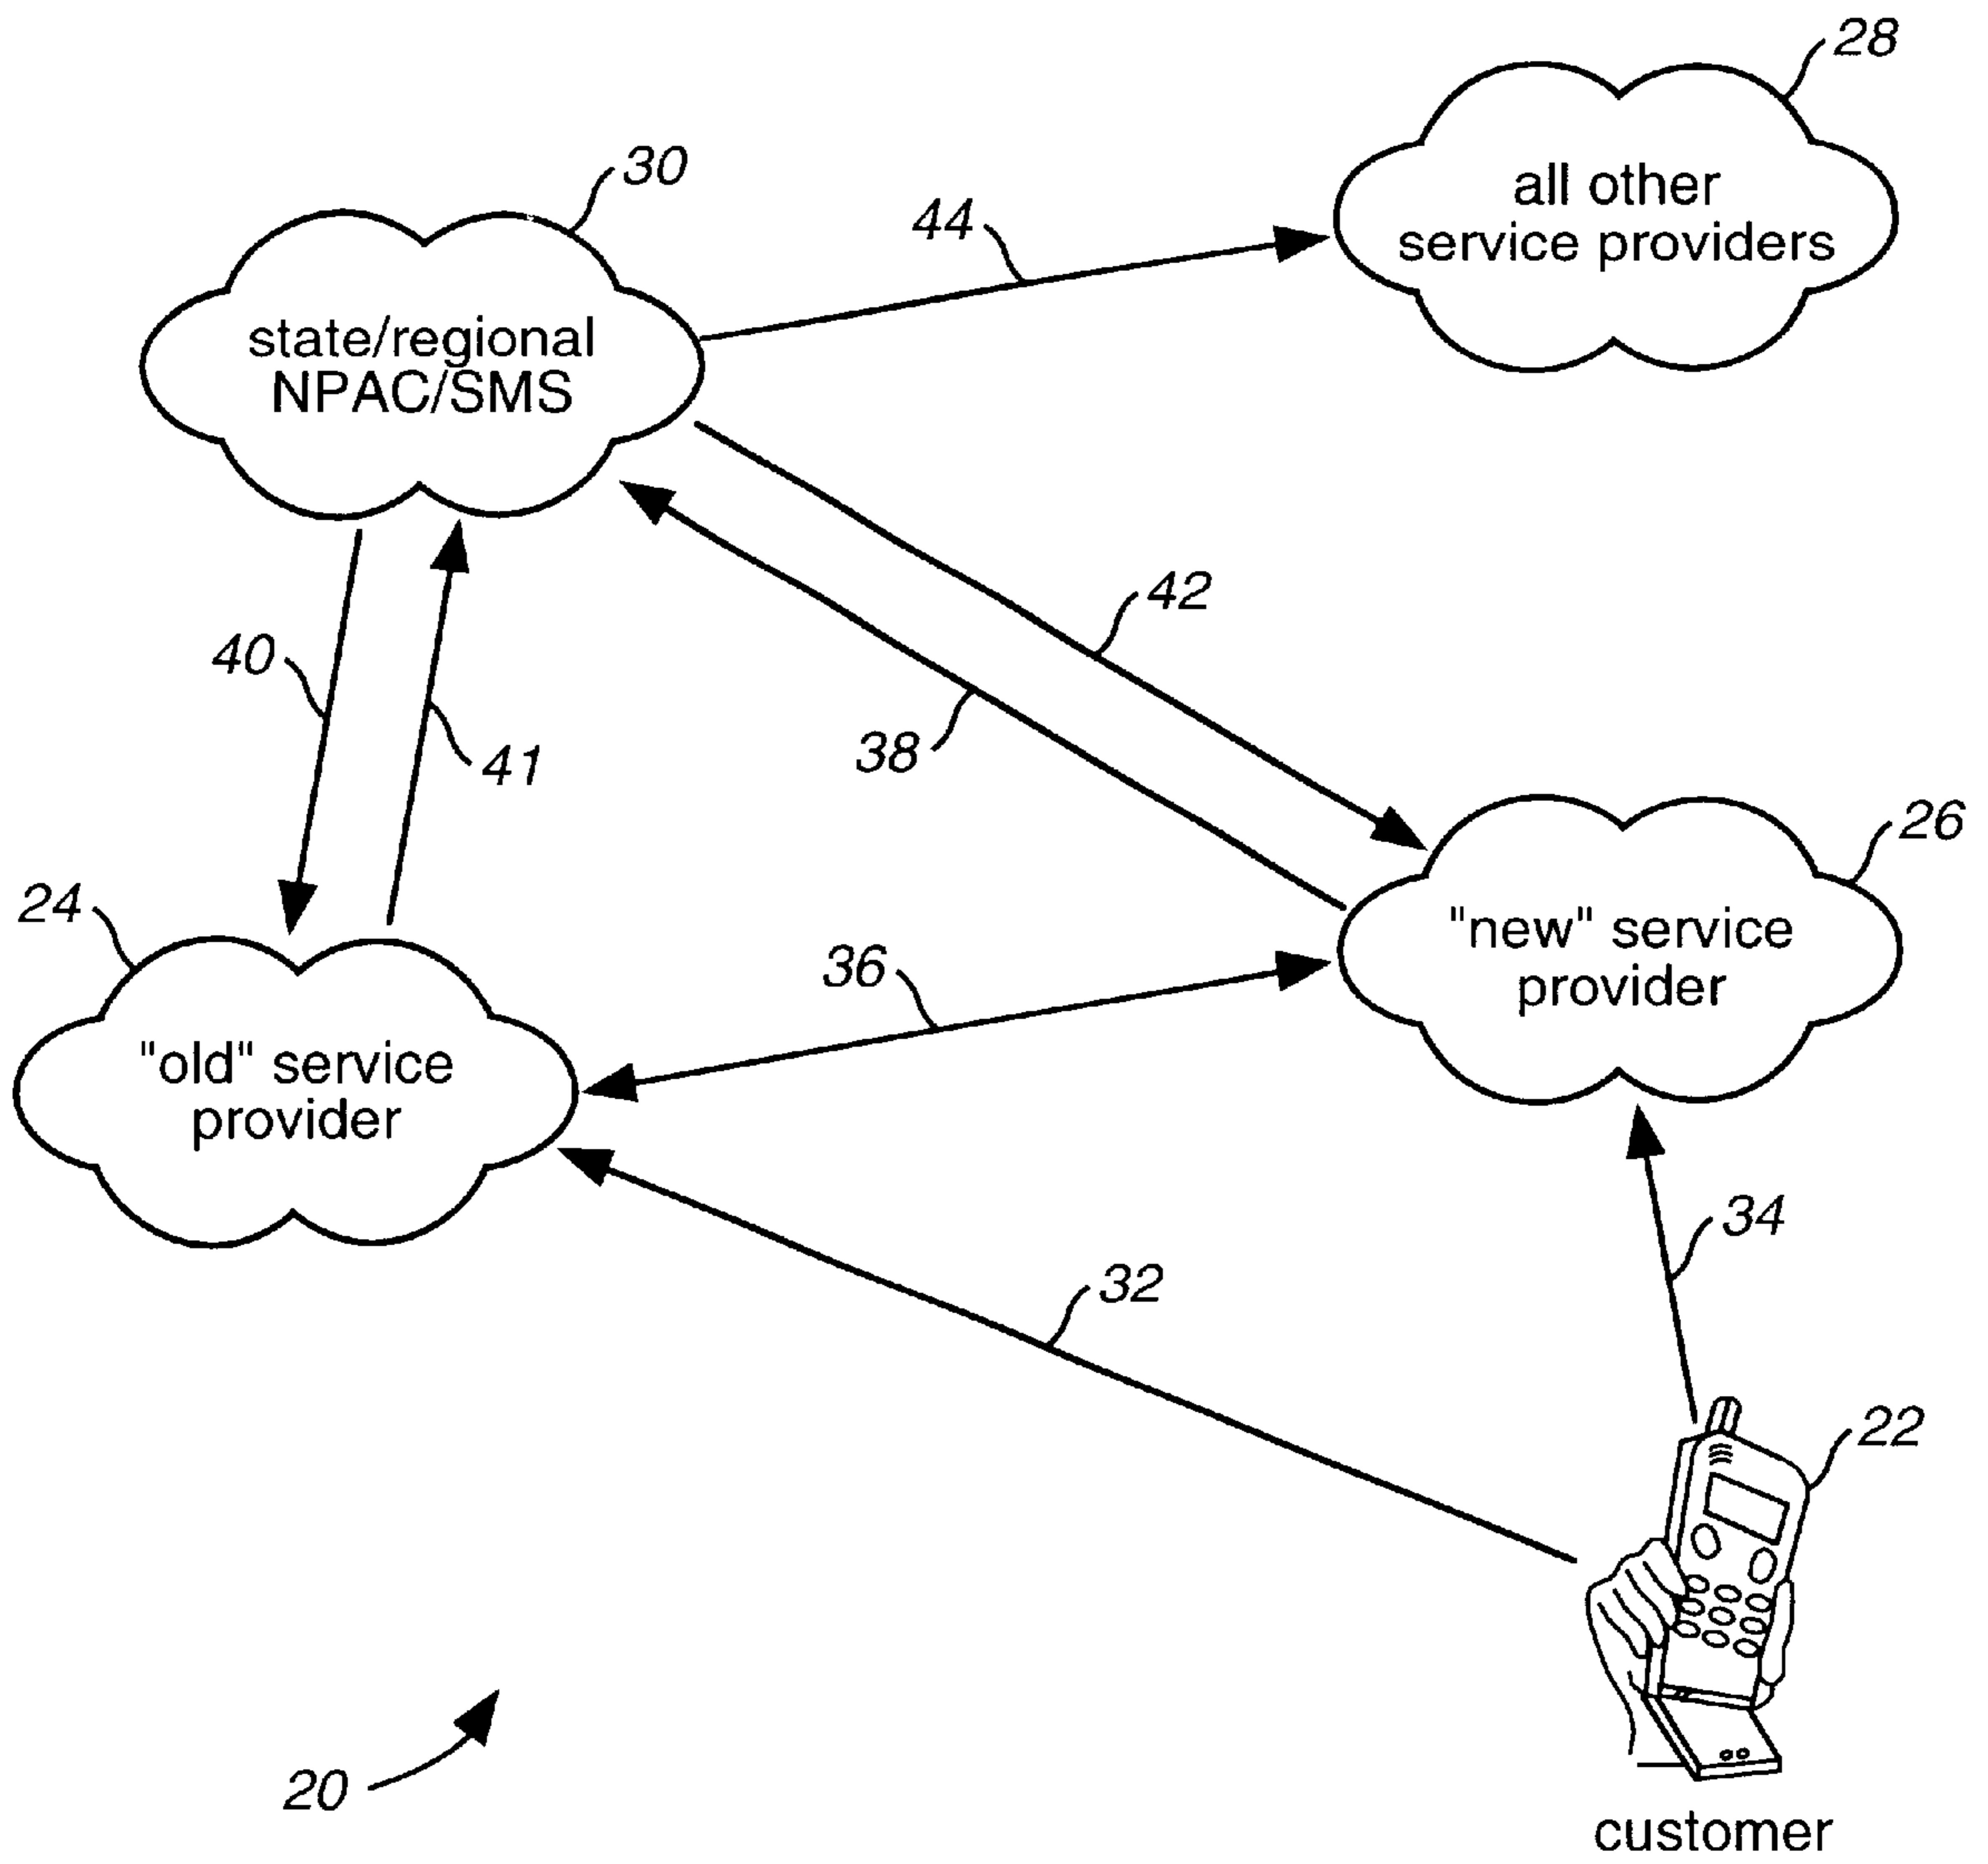 28
all other
service providers
30
44
state/regional
NPAC/SMS
42
40
38
41
26
24
"new" service
provider
36
"old" service
provider
34
32
22
20
customer